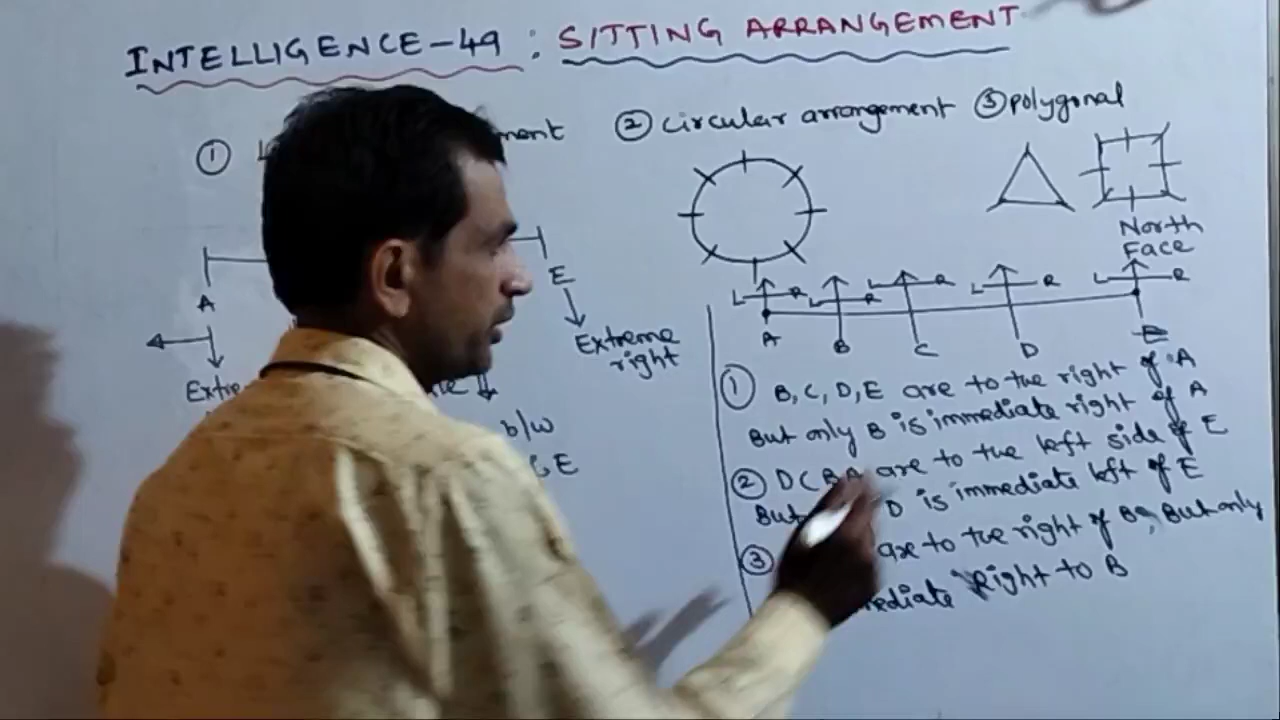 INTELLIGENCE-49 : SITTING ARRANGEMENT
① ment ② circular arrangement ③ polygonal
North
Face
A E
L R L R L R L R L R
A B C D E
Extreme
right
Extre
b/w
E
① B, C, D, E are to the right of A
But only B is immediate right of A
② D C B A are to the left side of E
But D is immediate left of E
③ are to the right of B, But only
mediate Right to B